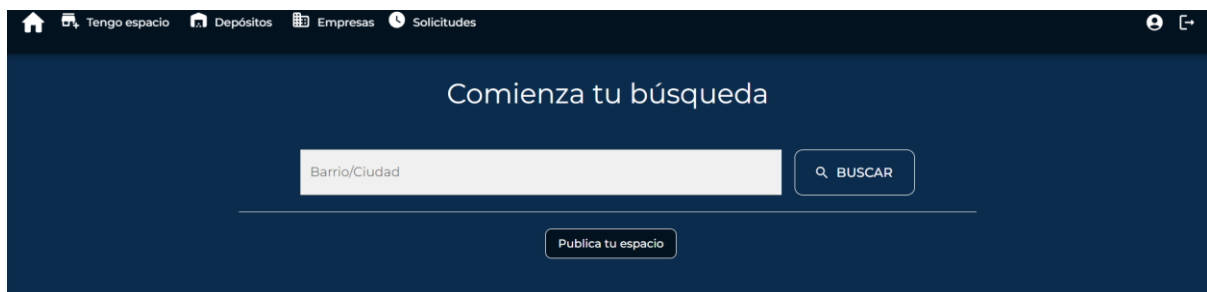 Tengo espacio Depósitos Empresas Solicitudes
Comienza tu búsqueda
Barrio/Ciudad BUSCAR
Publica tu espacio